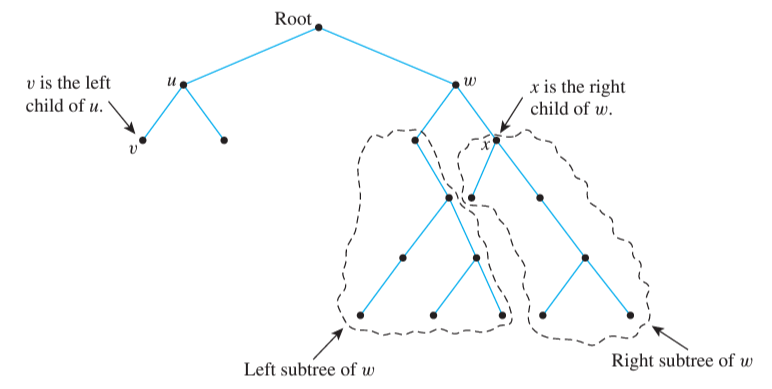 Root
v is the left
child of u.
u
w
x is the right
child of w.
v
x
Left subtree of w
Right subtree of w